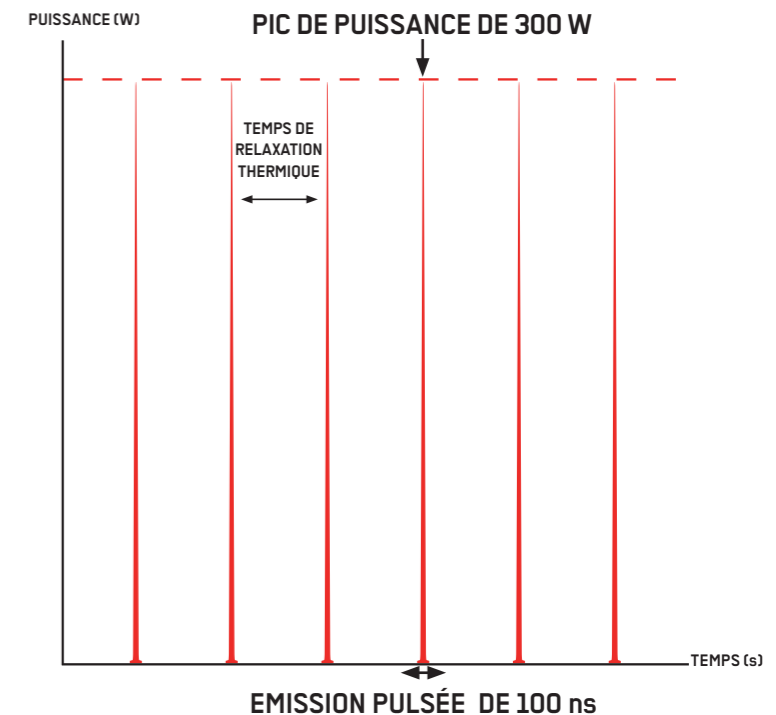 PUISSANCE (W)
PIC DE PUISSANCE DE 300 W
TEMPS DE
RELAXATION
THERMIQUE
TEMPS (s)
EMISSION PULSÉE DE 100 ns